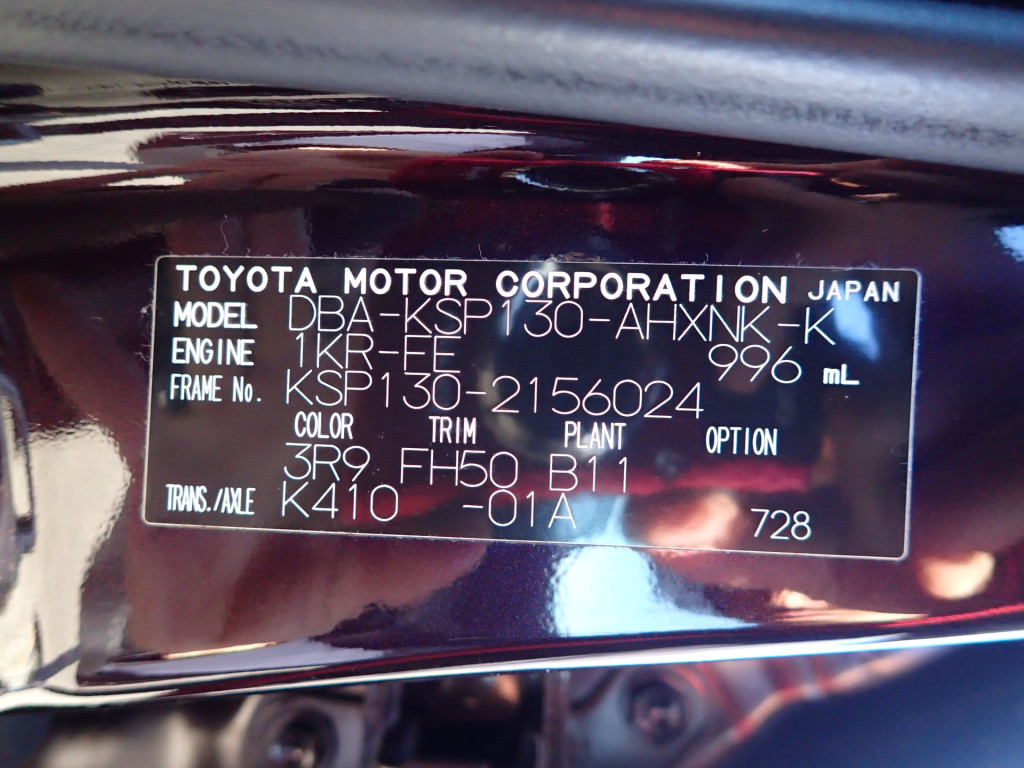 TOYOTA MOTOR CORPORATION JAPAN
MODEL DBA-KSP130-AHXNK-K
ENGINE 1KR-FE 996 mL
FRAME No. KSP130-2156024
COLOR TRIM PLANT OPTION
3R9 FH50 B11
TRANS./AXLE K410 -01A 728